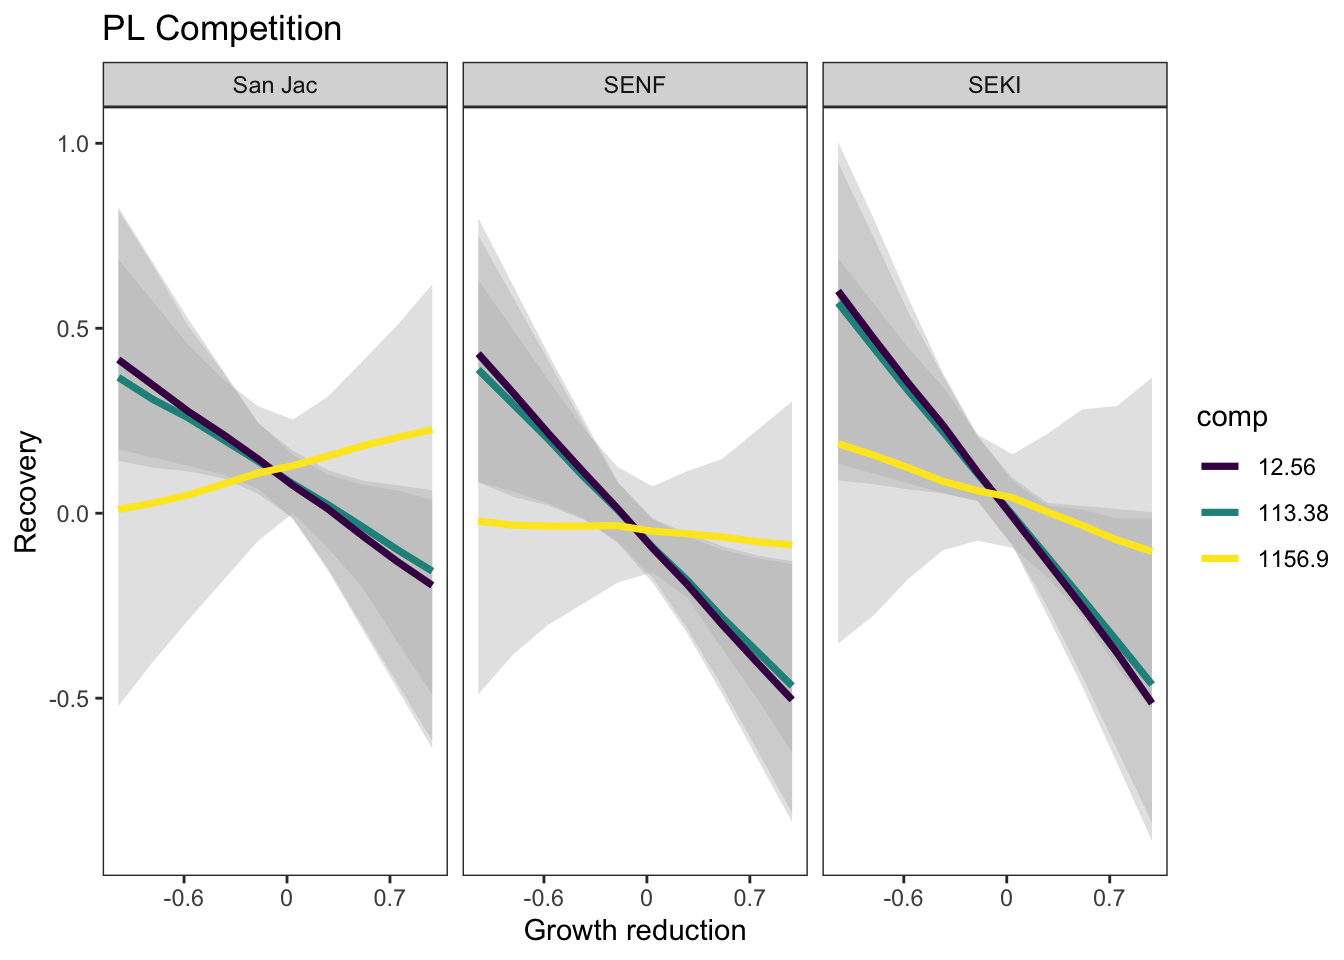 PL Competition
San Jac
SENF
SEKI
1.0
0.5
0.0
-0.5
Recovery
-0.6
0
0.7
-0.6
0
0.7
-0.6
0
0.7
Growth reduction
comp
12.56
113.38
1156.9